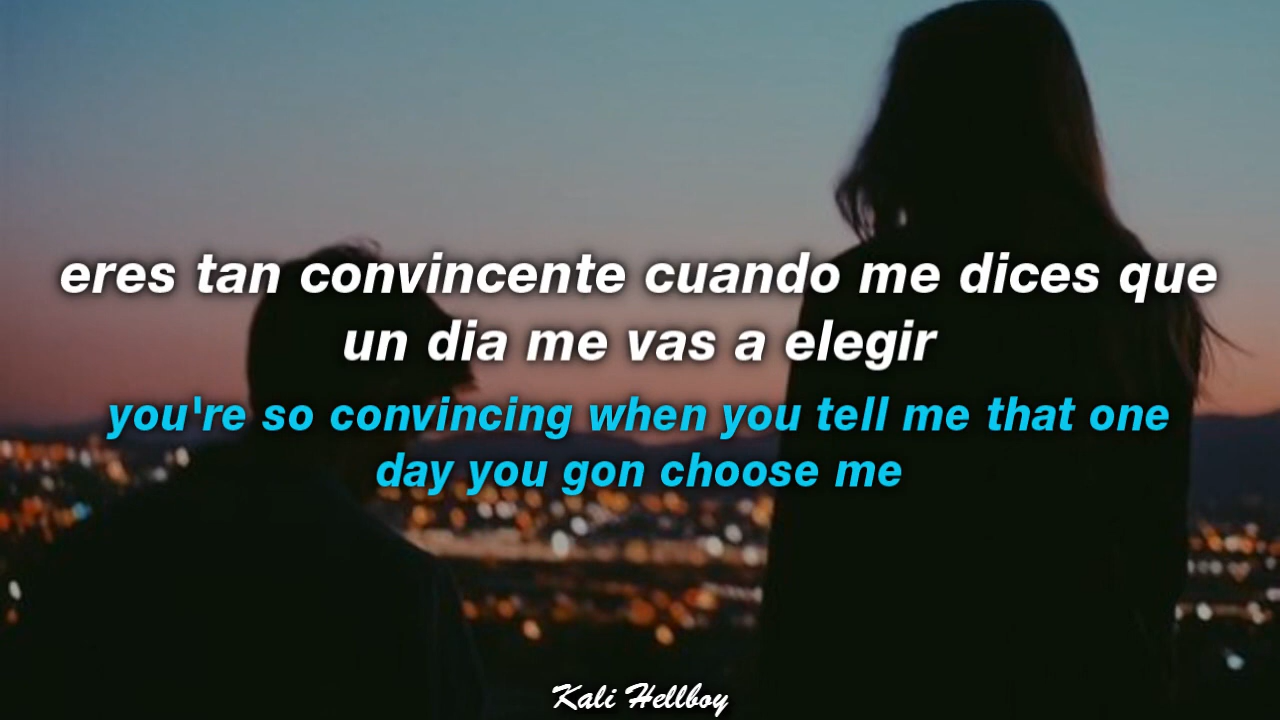 eres tan convincente cuando me dices que
un dia me vas a elegir
you're so convincing when you tell me that one
day you gon choose me
Kali Hellboy